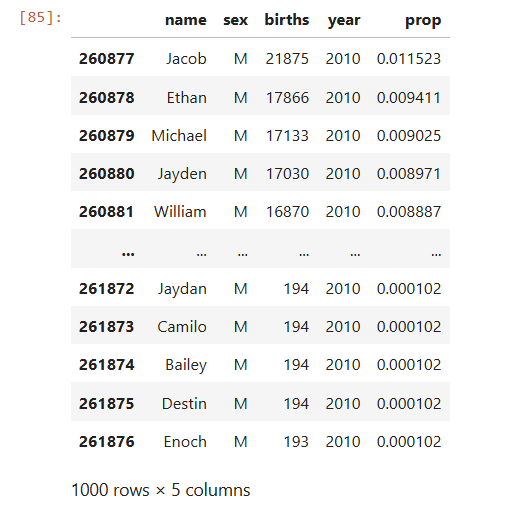 [85]: name sex births year prop
260877 Jacob M 21875 2010 0.011523
260878 Ethan M 17866 2010 0.009411
260879 Michael M 17133 2010 0.009025
260880 Jayden M 17030 2010 0.008971
260881 William M 16870 2010 0.008887
... ... ... ... ... ...
261872 Jaydan M 194 2010 0.000102
261873 Camilo M 194 2010 0.000102
261874 Bailey M 194 2010 0.000102
261875 Destin M 194 2010 0.000102
261876 Enoch M 193 2010 0.000102
1000 rows × 5 columns